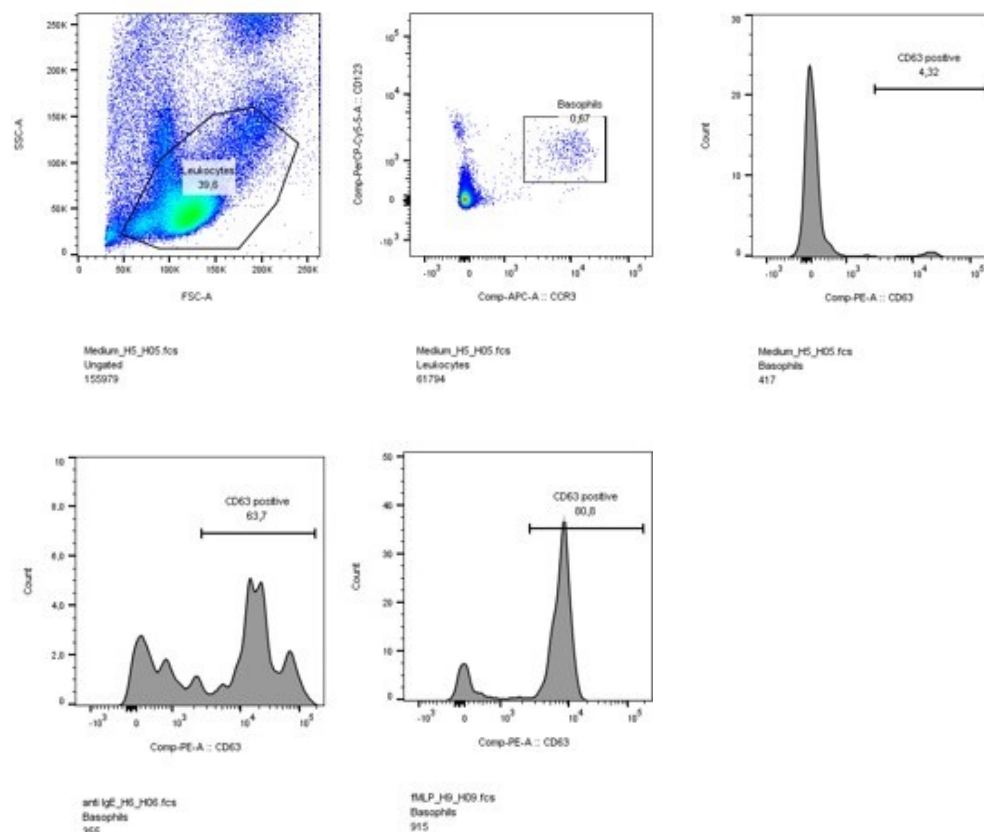 250K
200K
150K
100K
50K
0
SSC-A
Leukocytes
39,6
0 50K 100K 150K 200K 250K
FSC-A
Medium_H5_H05.fcs
Ungated
155979
10^5
10^4
10^3
0
-10^3
Comp-PerCP-Cy5-5-A :: CD123
Basophils
0,67
-10^3 0 10^3 10^4 10^5
Comp-APC-A :: CCR3
Medium_H5_H05.fcs
Leukocytes
61794
30
20
10
0
Count
CD63 positive
4,32
-10^3 0 10^3 10^4 10^5
Comp-PE-A :: CD63
Medium_H5_H05.fcs
Basophils
417
10
8,0
6,0
4,0
2,0
0
Count
CD63 positive
63,7
-10^3 0 10^3 10^4 10^5
Comp-PE-A :: CD63
anti IgE_H6_H06.fcs
Basophils
50
40
30
20
10
0
Count
CD63 positive
80,8
-10^3 0 10^3 10^4 10^5
Comp-PE-A :: CD63
fMLP_H9_H09.fcs
Basophils
915